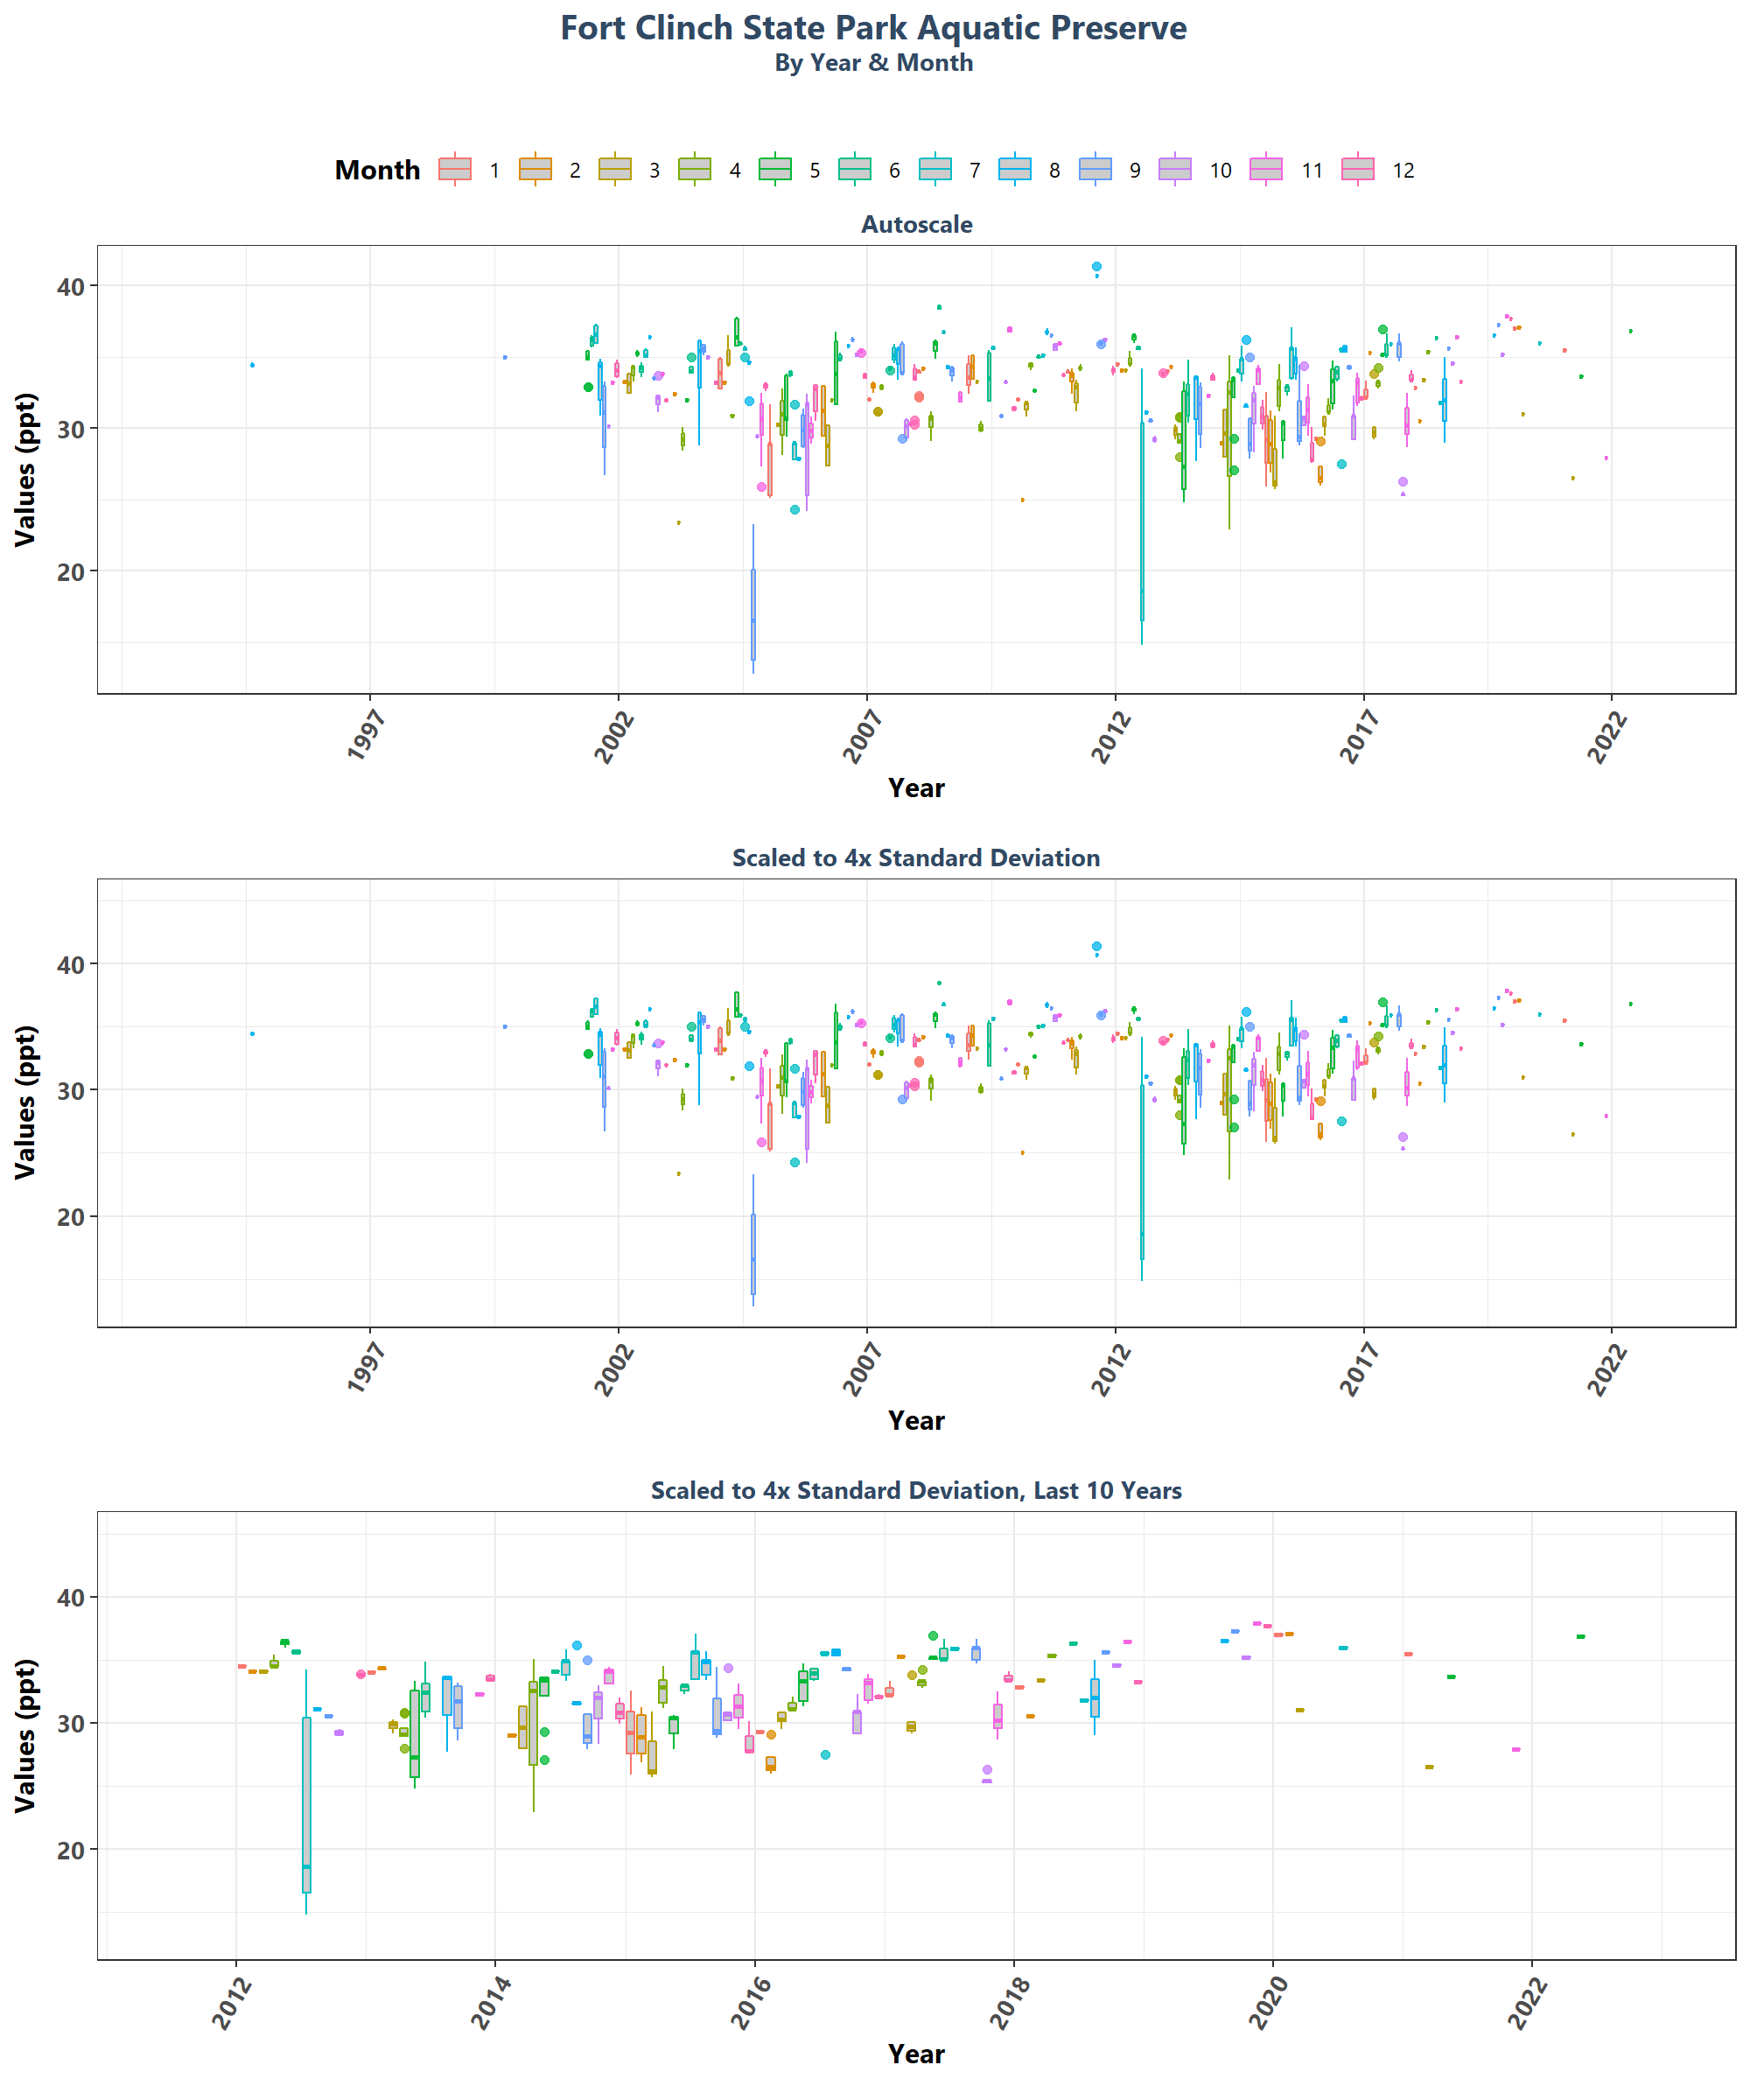 Fort Clinch State Park Aquatic Preserve
By Year & Month
Month 1 2 3 4 5 6 7 8 9 10 11 12
Autoscale
Values (ppt)
40
30
20
1997 2002 2007 2012 2017 2022
Year
Scaled to 4x Standard Deviation
Values (ppt)
40
30
20
1997 2002 2007 2012 2017 2022
Year
Scaled to 4x Standard Deviation, Last 10 Years
Values (ppt)
40
30
20
2012 2014 2016 2018 2020 2022
Year